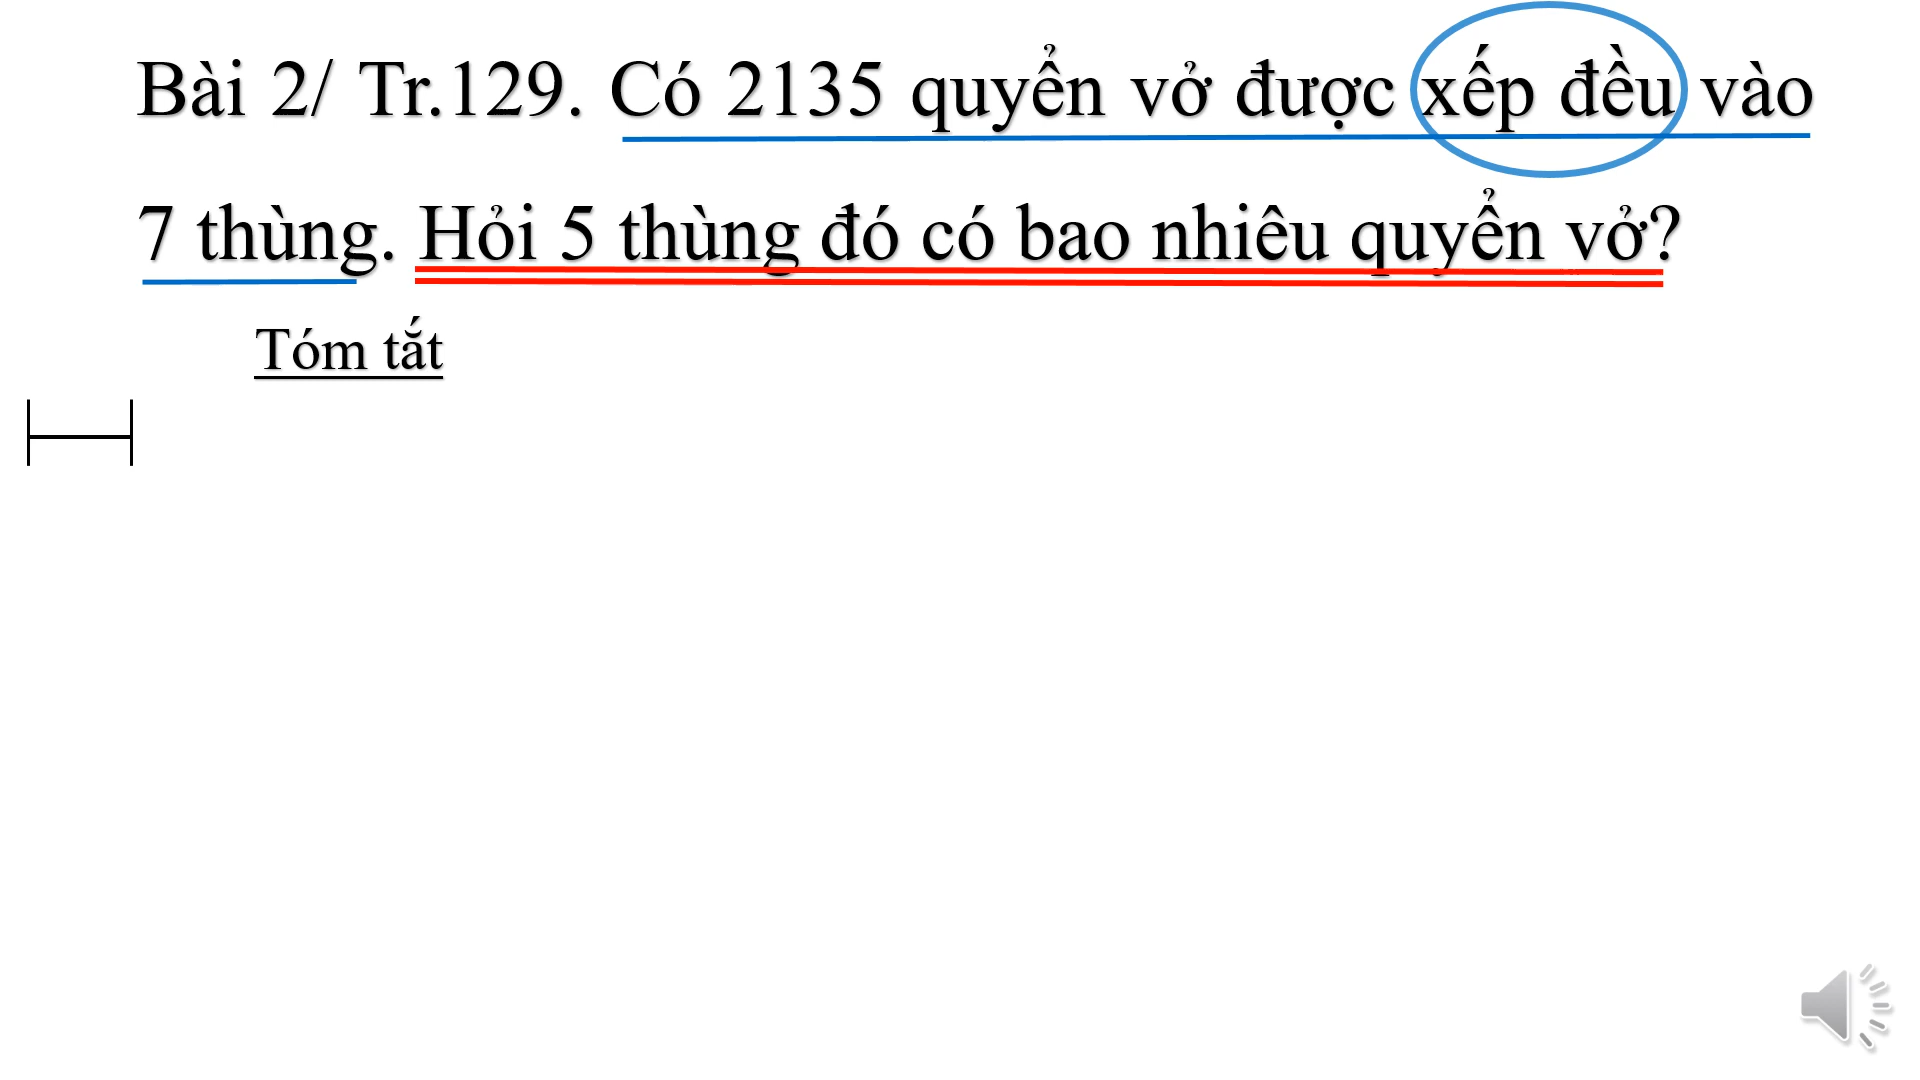 Bài 2/ Tr.129. Có 2135 quyển vở được xếp đều vào
7 thùng. Hỏi 5 thùng đó có bao nhiêu quyển vở?
Tóm tắt